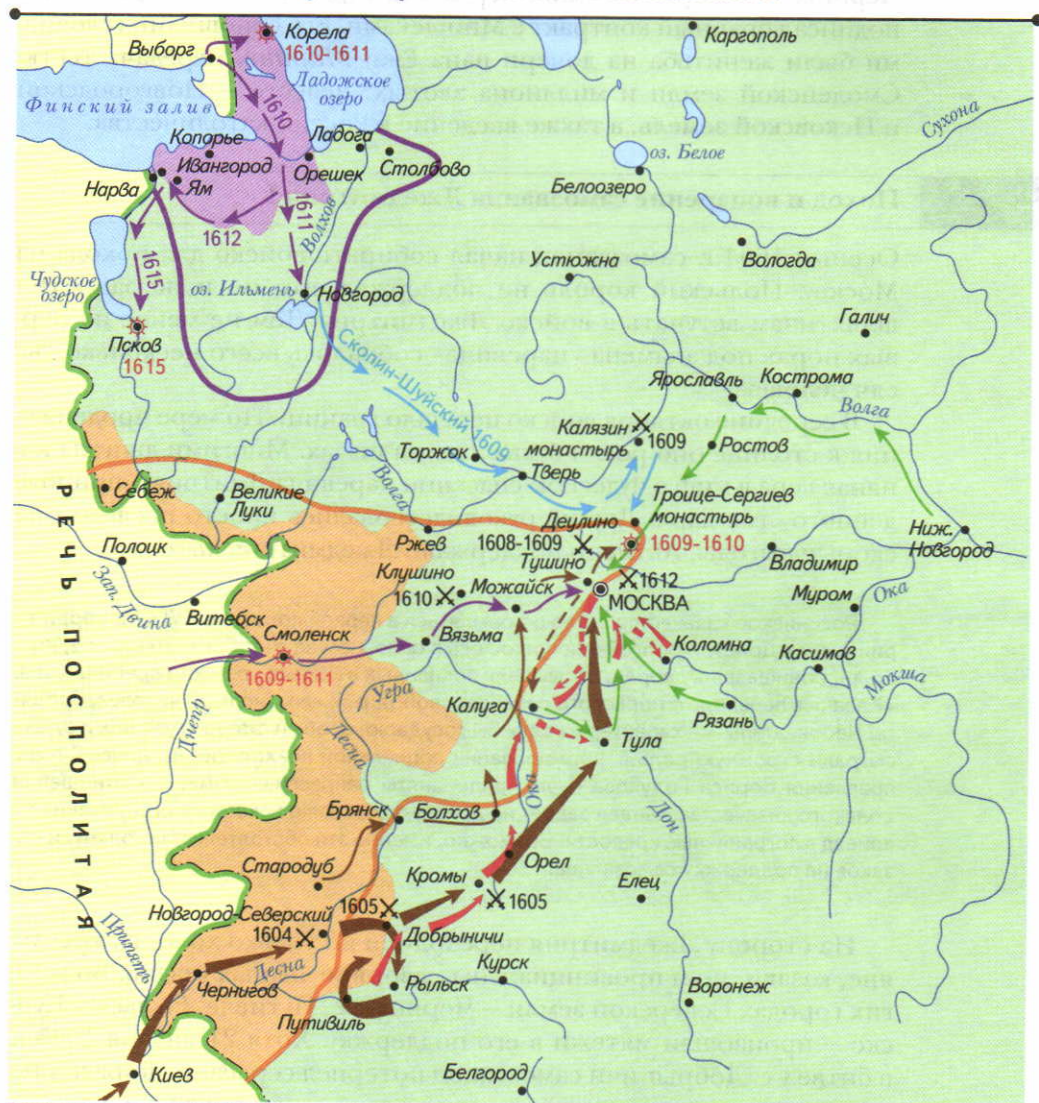 Корела
1610-1611
Выборг
Каргополь
Ладожское
озеро
Финский залив
1610
Сухона
Копорье
Ладога
Столбово
оз. Белое
Ивангород
Орешек
Нарва
Ям
Белоозеро
1612
1611
Волхов
Чудское
озеро
1615
оз. Ильмень
Новгород
Устюжна
Вологда
Псков
1615
Галич
Скопин-Шуйский 1609
Ярославль
Кострома
Волга
Калязин
монастырь
1609
Ростов
Торжок
Тверь
Волга
Себеж
Великие
Луки
Троице-Сергиев
монастырь
РЕЧЬ ПОСПОЛИТАЯ
Ржев
Деулино
1608-1609
1609-1610
Ниж.
Новгород
Полоцк
Тушино
Владимир
Клушино
1610
Можайск
1612
МОСКВА
Зап. Двина
Витебск
Муром
Ока
Смоленск
Вязьма
1609-1611
Коломна
Касимов
Мокша
Угра
Днепр
Десна
Калуга
Рязань
Тула
Ока
Дон
Брянск
Болхов
Орел
Стародуб
Кромы
Елец
1605
1605
Новгород-Северский
1604
Добрыничи
Десна
Курск
Припять
Чернигов
Рыльск
Воронеж
Путивиль
Киев
Белгород